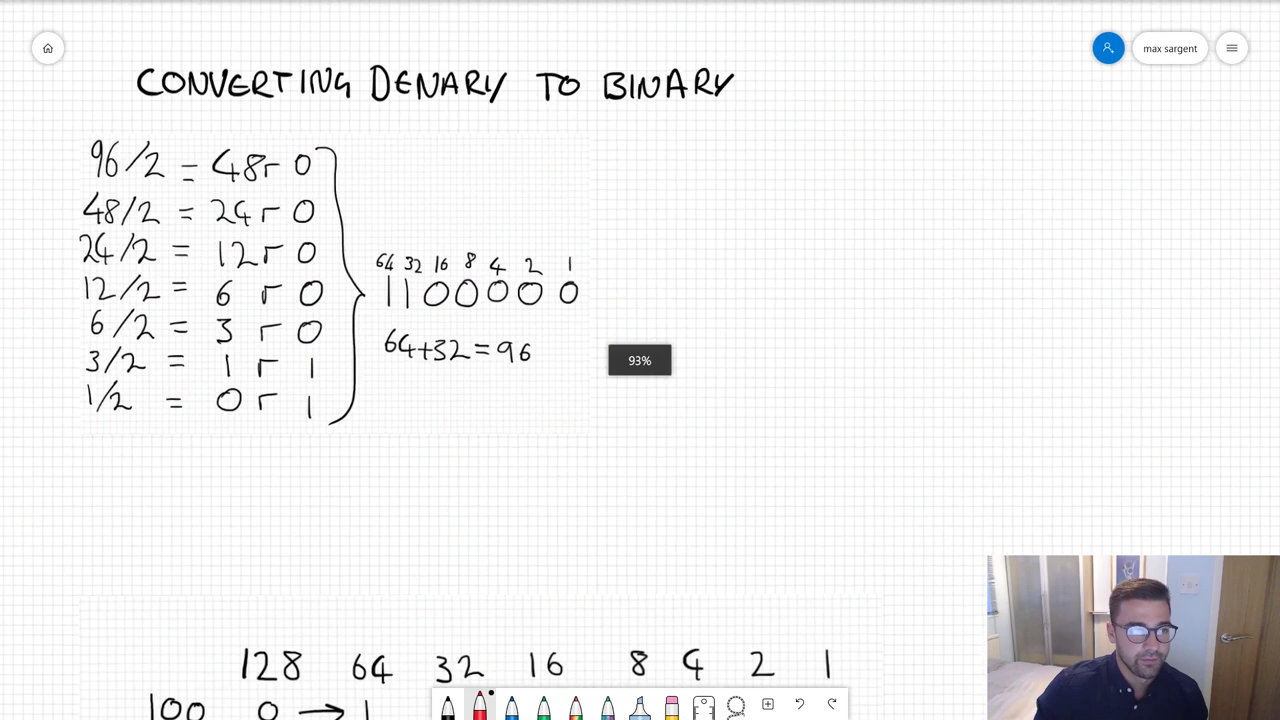 max sargent
CONVERTING DENARY TO BINARY
96/2 = 48 r 0
48/2 = 24 r 0
24/2 = 12 r 0
12/2 = 6 r 0
6/2 = 3 r 0
3/2 = 1 r 1
1/2 = 0 r 1
64 32 16 8 4 2 1
1 1 0 0 0 0 0
64+32=96
93%
128 64 32 16 8 4 2 1
100 0 → 1